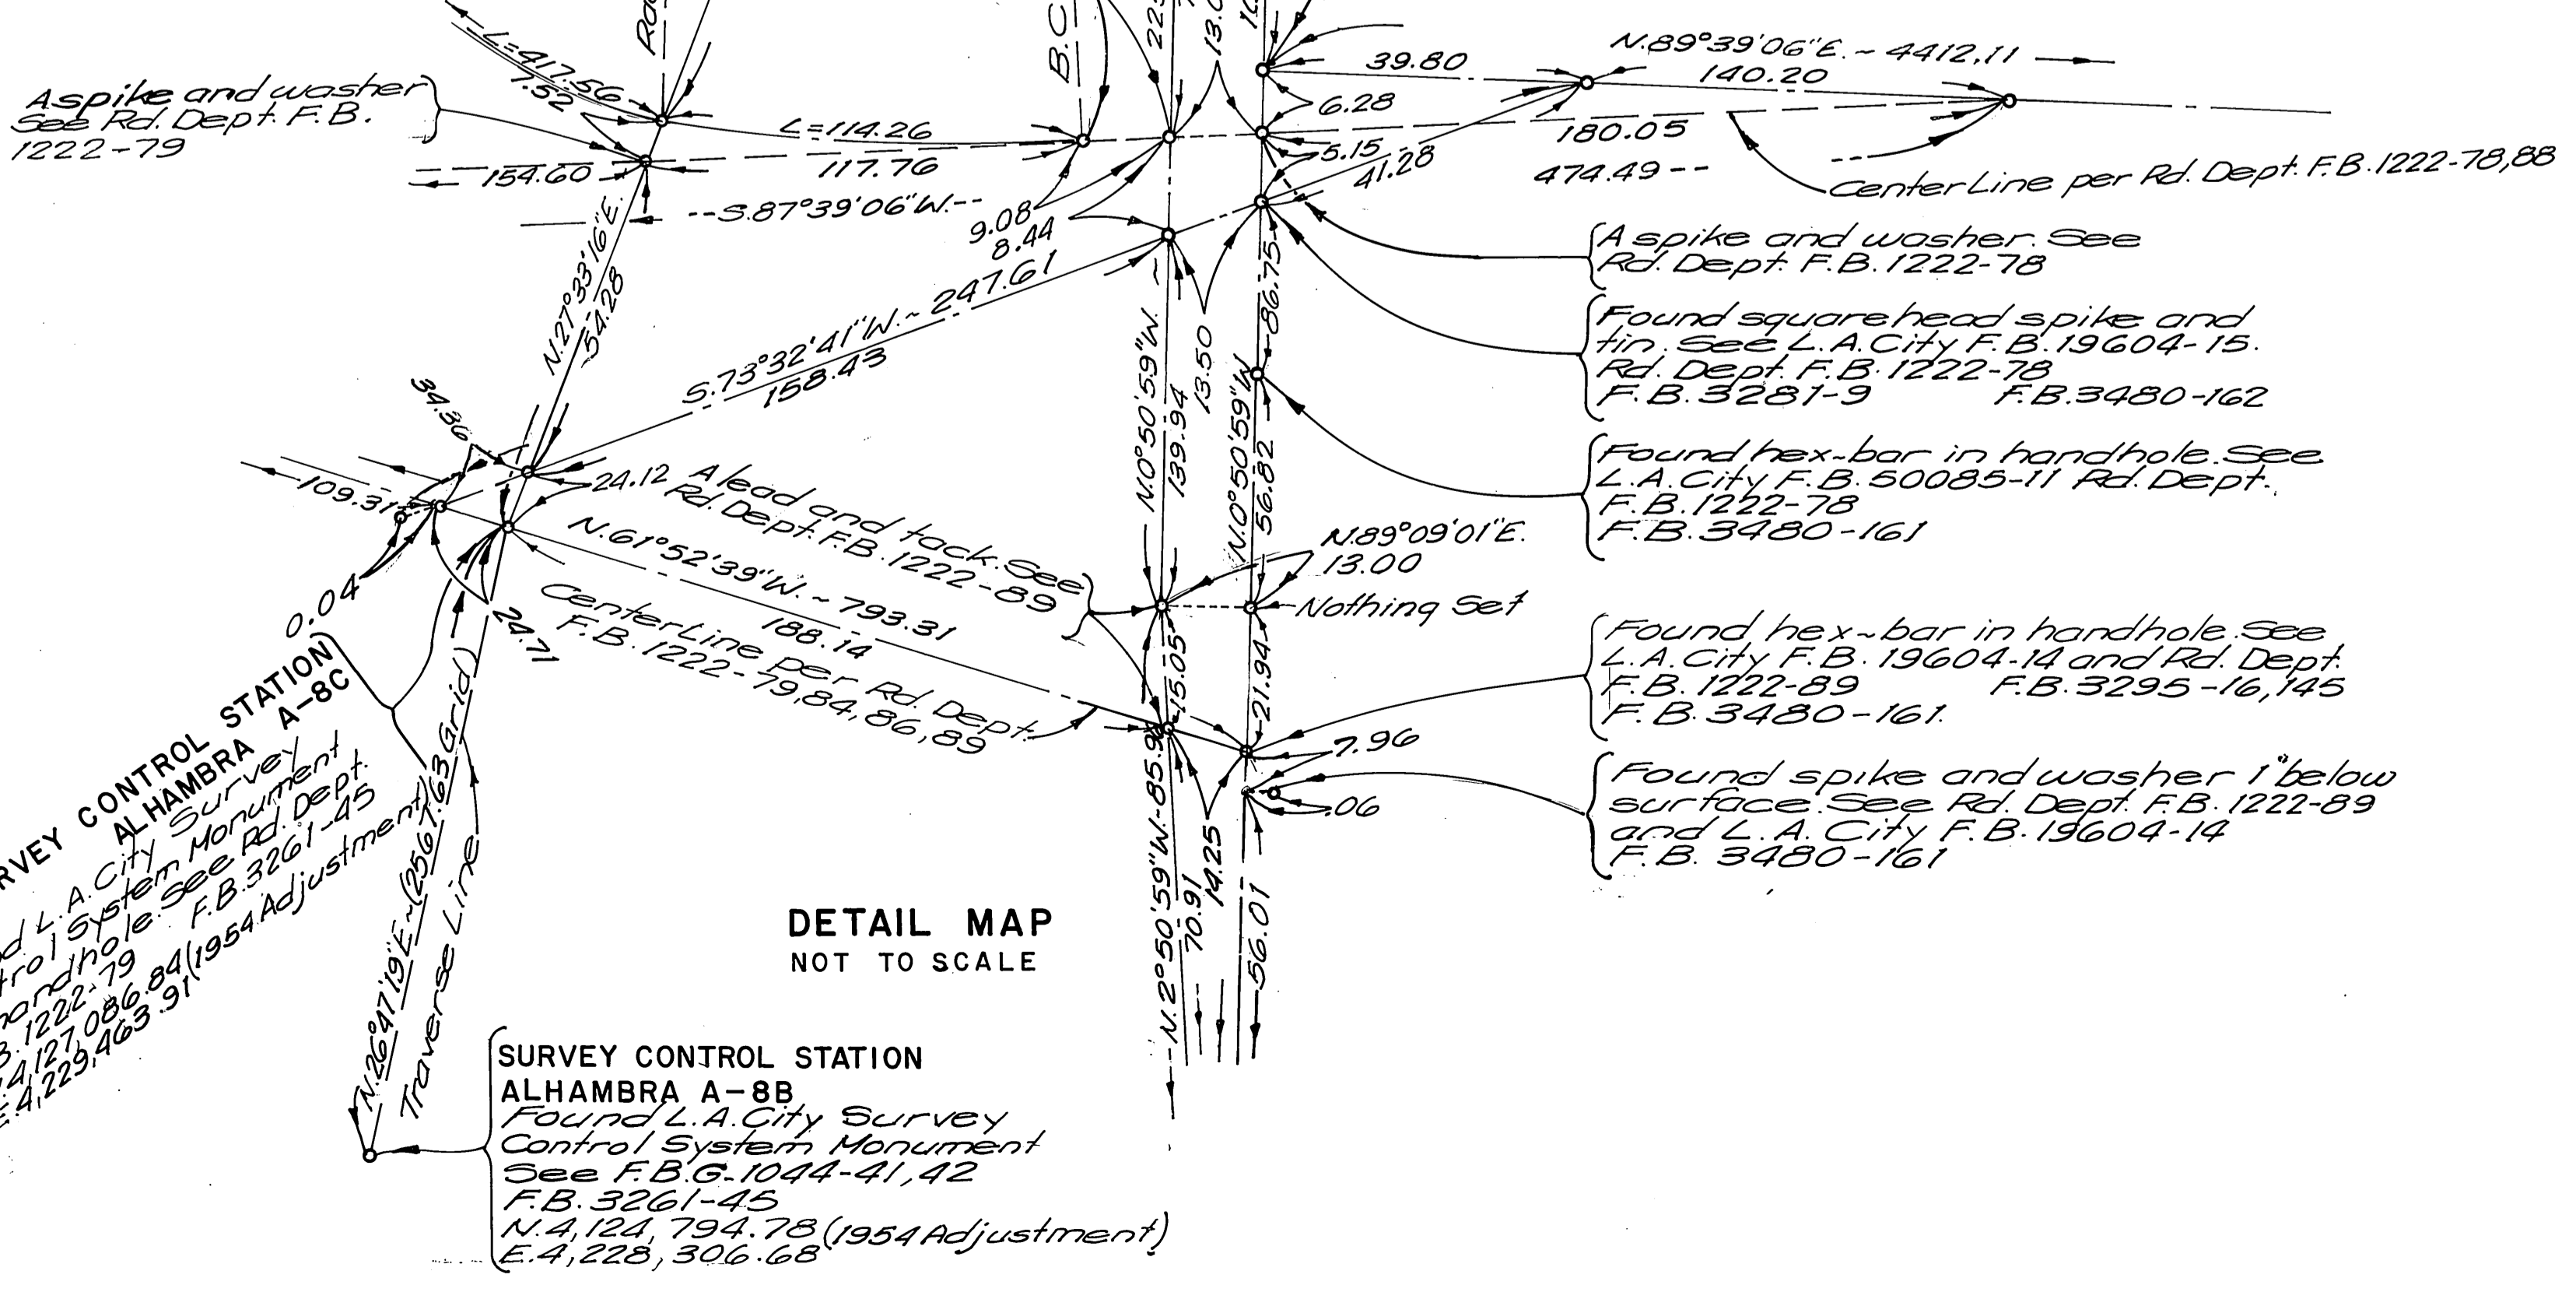 L=417.56
7.52
A spike and washer
See Rd. Dept. F.B.
1222-79
L=114.26
117.76
154.60
--S.87°39'06"W.--
B.C
39.80
N.89°39'06"E.~4412.11
140.20
6.28
180.05
5.15
41.28
474.49--
Center Line per Rd. Dept. F.B. 1222-78,88
9.08
8.44
N.27°33'16"E.
54.28
S.73°32'41"W.~247.61
158.43
N.0°50'59"W. ~
139.94
13.50
N.0°50'59"W
86.75
56.82
A spike and washer. See
Rd. Dept. F.B. 1222-78
Found square head spike and
tin. See L.A. City F.B. 19604-15.
Rd. Dept. F.B. 1222-78
F.B. 3281-9 F.B. 3480-162
Found hex-bar in handhole. See
L.A. City F.B. 50085-11 Rd. Dept.
F.B. 1222-78
F.B. 3480-161
34.36
109.31
24.12
A lead and tack. See
Rd. Dept. F.B. 1222-89
N.61°52'39"W.~793.31
188.14
Center Line per Rd. Dept.
F.B. 1222-79,84,86,89
N.89°09'01"E.
13.00
Nothing Set
0.04
24.71
15.05
21.94
Found hex~bar in handhole. See
L.A. City F.B. 19604-14 and Rd. Dept.
F.B. 1222-89 F.B. 3295-16,145
F.B. 3480-161.
7.96
.06
Found spike and washer 1" below
surface. See Rd. Dept. F.B. 1222-89
and L.A. City F.B. 19604-14
F.B. 3480-161
RVEY CONTROL STATION
ALHAMBRA A-8C
L.A. City Survey
System Monument
handhole. See Rd. Dept.
1222-79 F.B. 3261-45
4,127,086.84 (1954 Adjustment)
E.4,229,463.91
N.26°47'19"E.~(2567.63 Grid)
Traverse Line
N.2°50'59"W.-85.96
70.91
14.25
56.01
DETAIL MAP
NOT TO SCALE
SURVEY CONTROL STATION
ALHAMBRA A-8B
Found L.A. City Survey
Control System Monument
See F.B.G-1044-41,42
F.B. 3261-45
N.4,124,794.78 (1954 Adjustment)
E.4,228,306.68